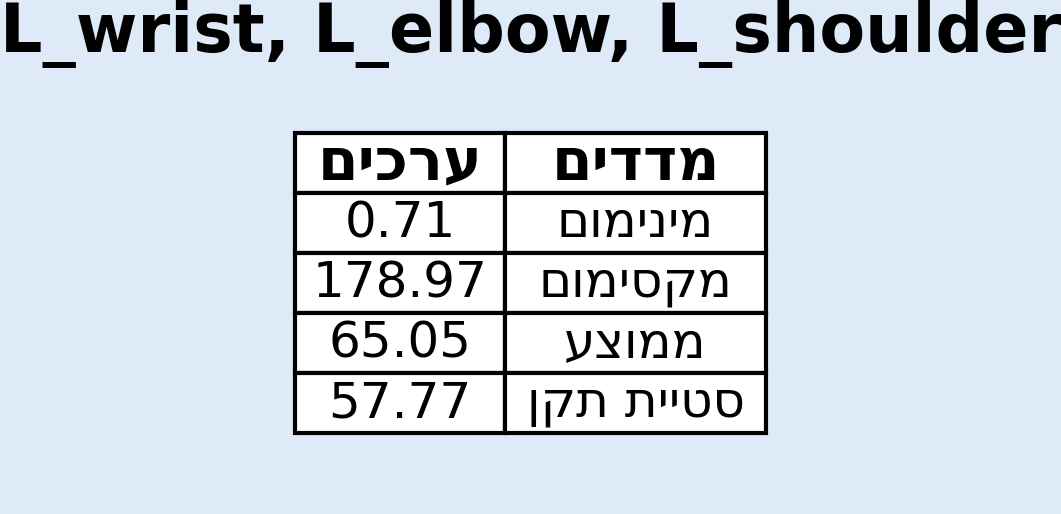 L_wrist, L_elbow, L_shoulder
מדדים ערכים
מינימום 0.71
מקסימום 178.97
ממוצע 65.05
סטיית תקן 57.77